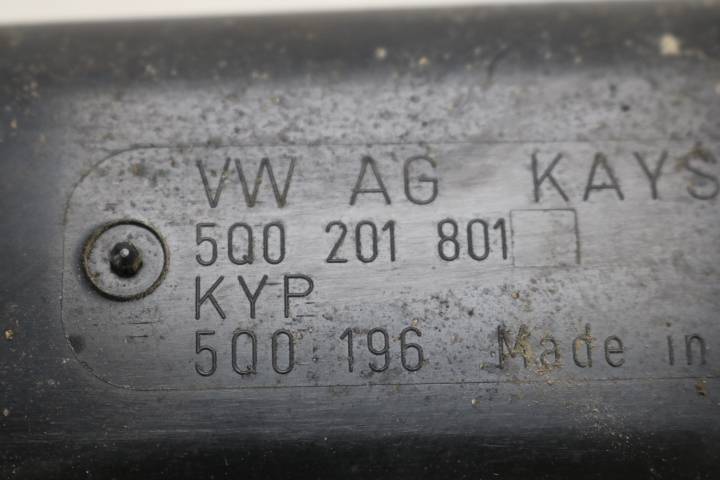 VW AG KAYS
5Q0 201 801
KYP
5Q0 196 Made in